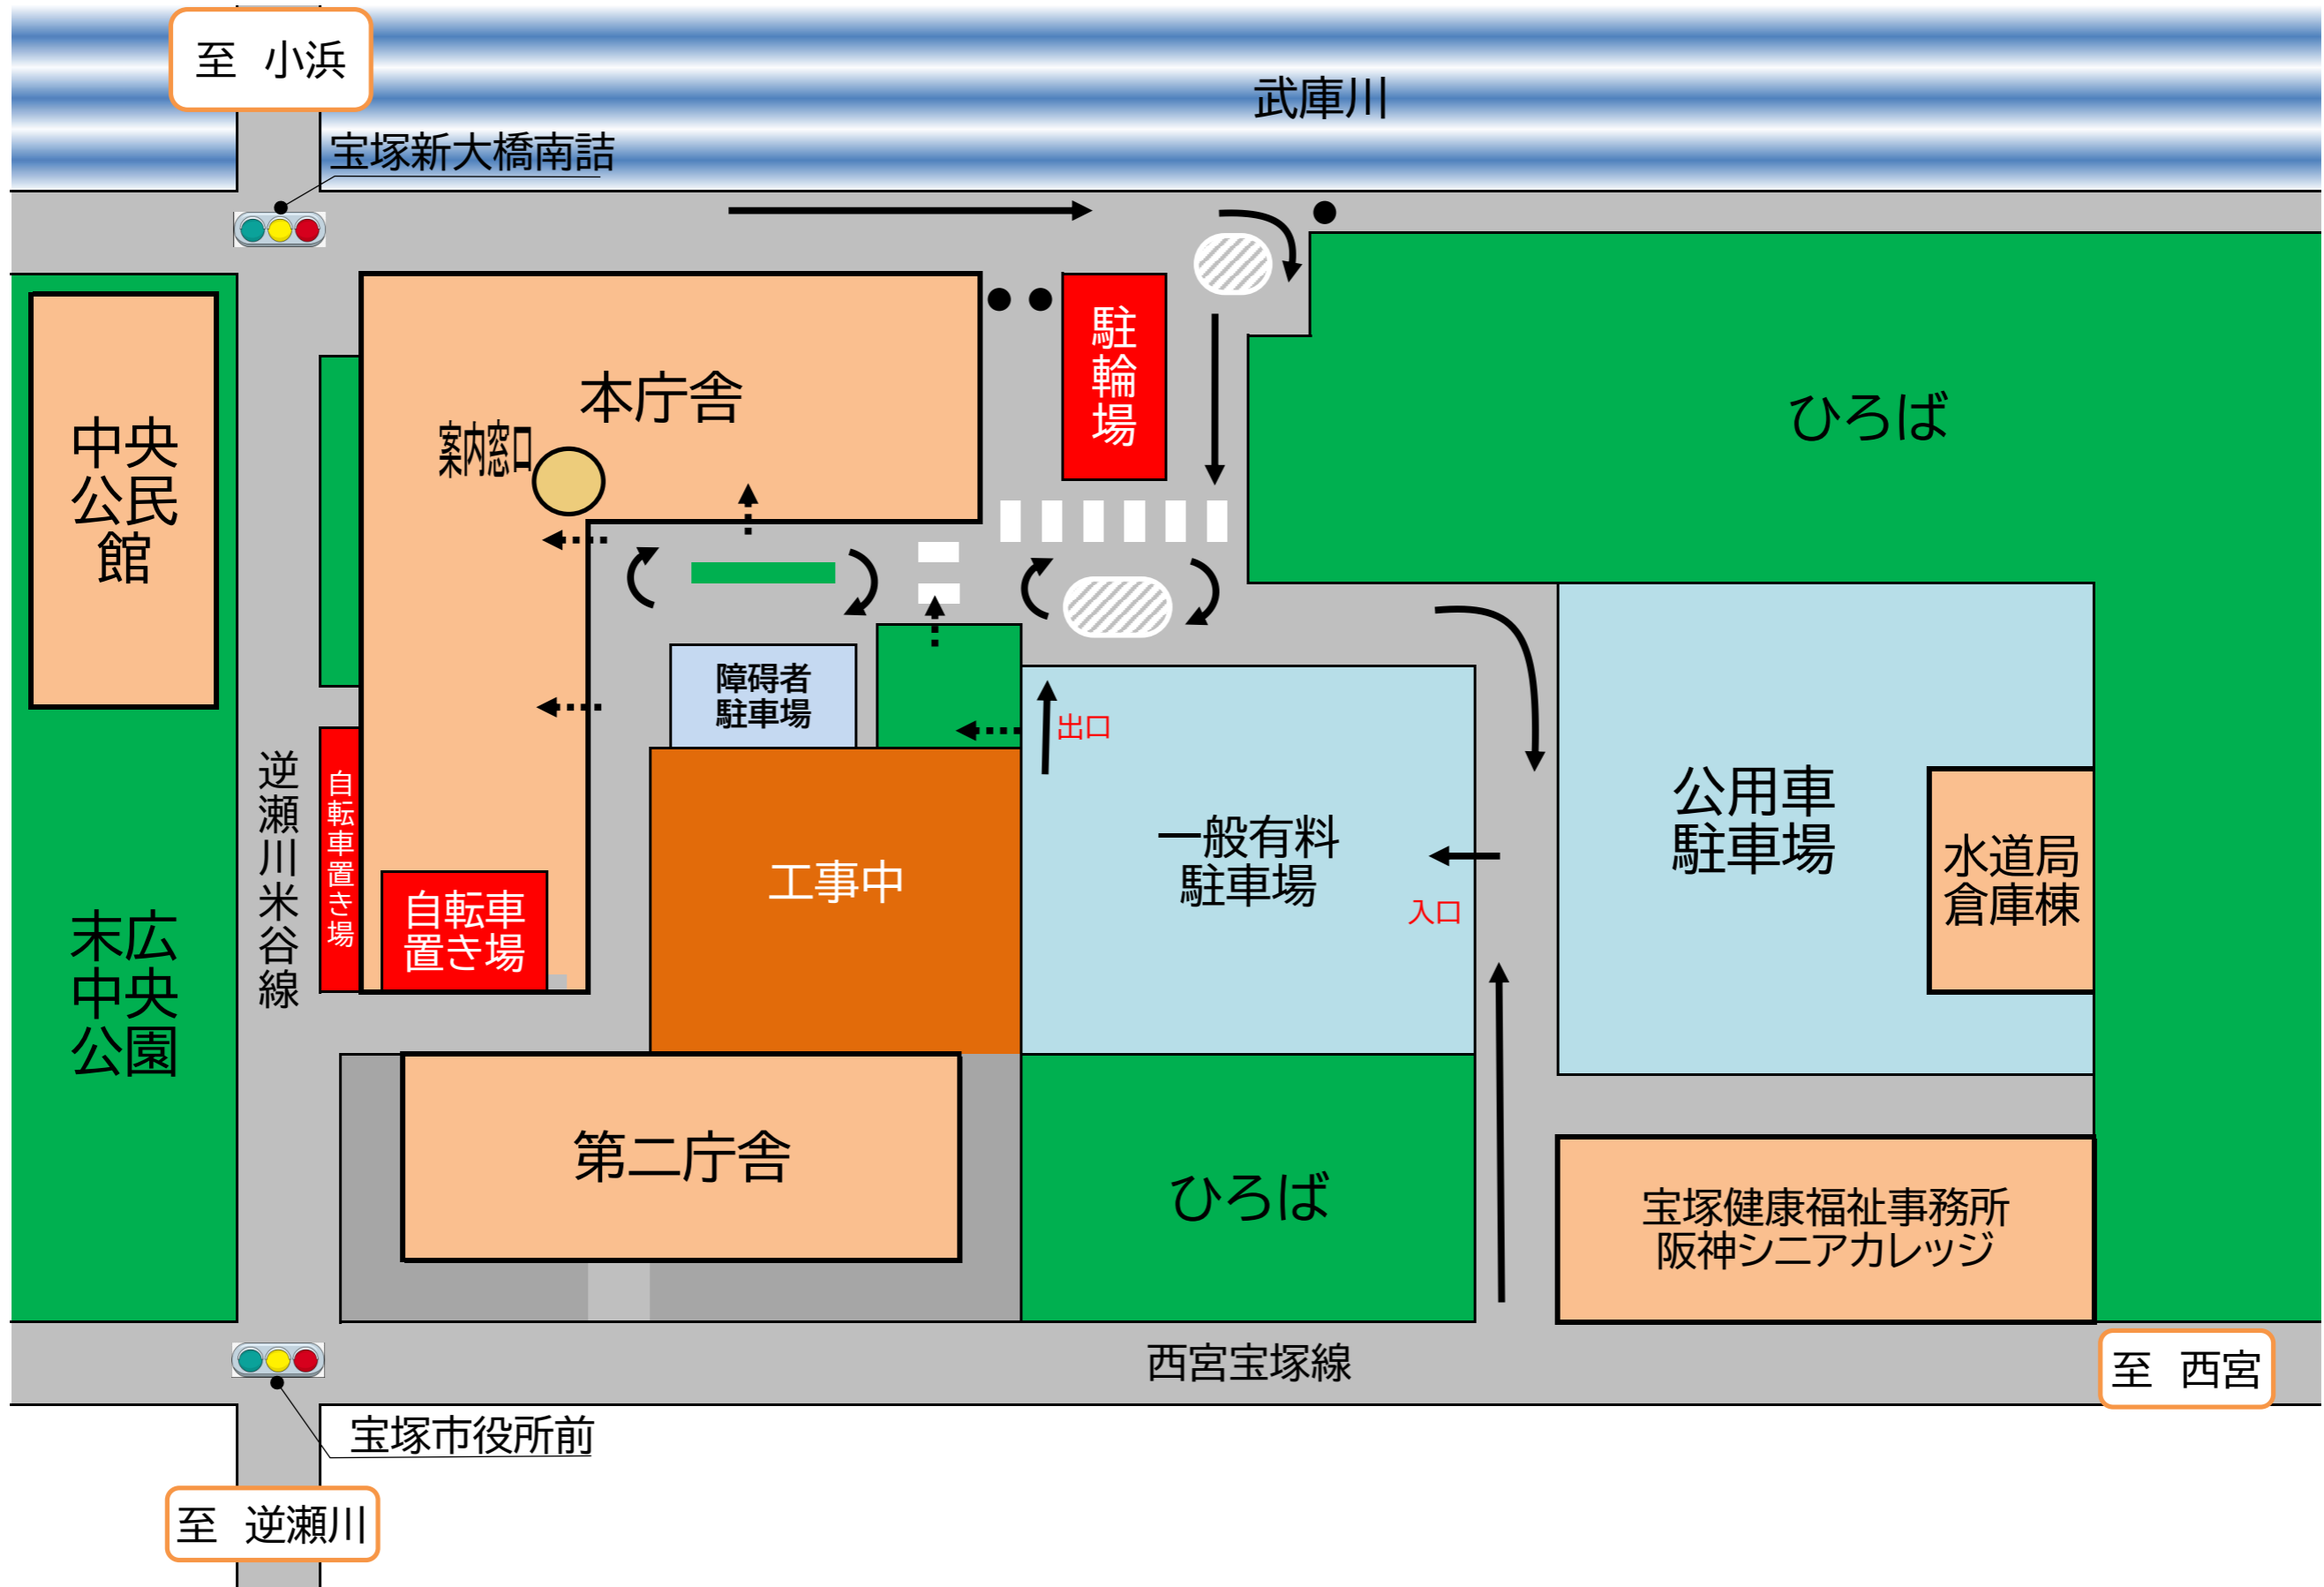 至 小浜
武庫川
宝塚新大橋南詰
本庁舎
案内窓口
駐輪場
ひろば
中央
公民
館
障碍者
駐車場
出口
逆瀬川米谷線
自転車置き場
一般有料
駐車場
公用車
駐車場
水道局
倉庫棟
工事中
入口
自転車
置き場
末広
中央
公園
第二庁舎
ひろば
宝塚健康福祉事務所
阪神シニアカレッジ
西宮宝塚線
至 西宮
宝塚市役所前
至 逆瀬川